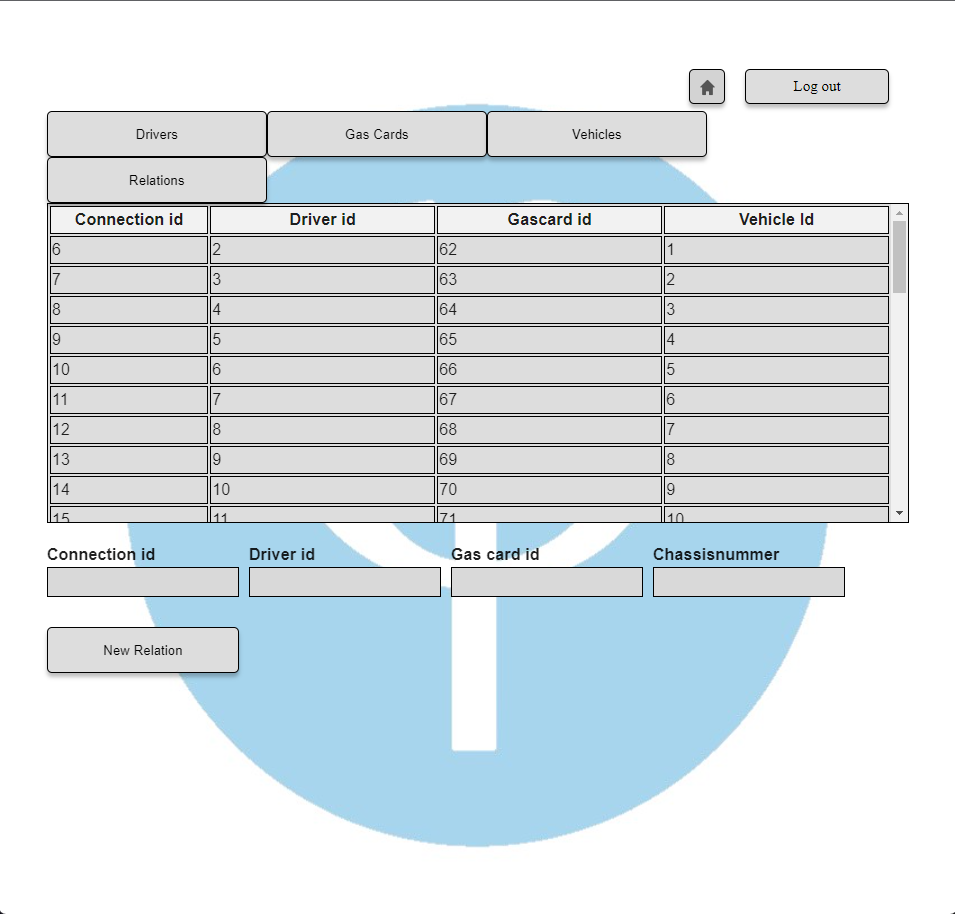 Log out
Drivers Gas Cards Vehicles
Relations
Connection id Driver id Gascard id Vehicle Id
6 2 62 1
7 3 63 2
8 4 64 3
9 5 65 4
10 6 66 5
11 7 67 6
12 8 68 7
13 9 69 8
14 10 70 9
15 11 71 10
Connection id Driver id Gas card id Chassisnummer
New Relation